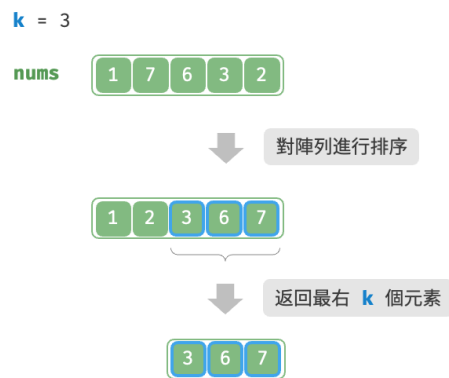 k = 3
nums 1 7 6 3 2
對陣列進行排序
1 2 3 6 7
返回最右 k 個元素
3 6 7